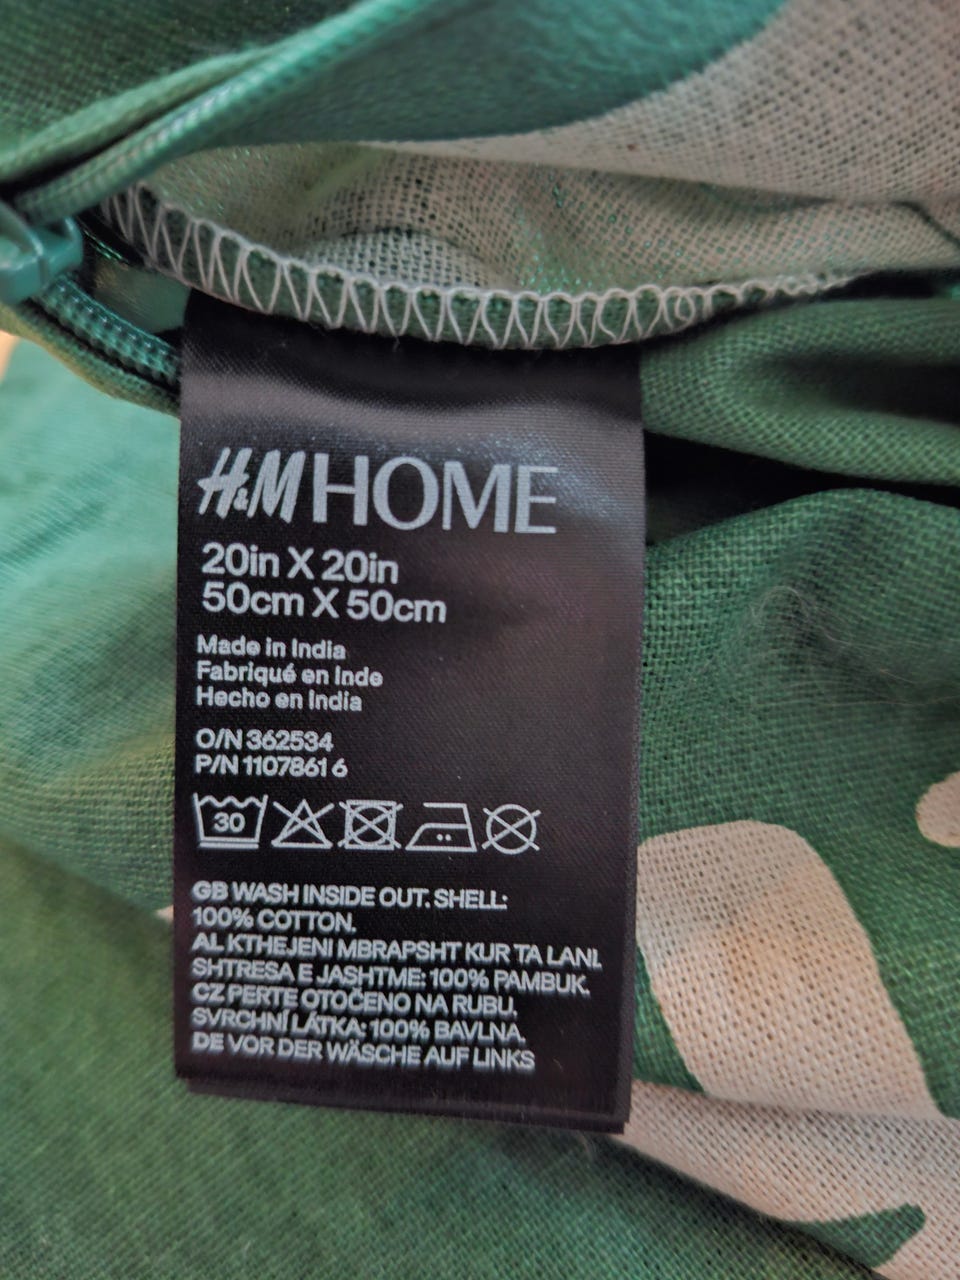 H&M HOME
20in X 20in
50cm X 50cm
Made in India
Fabriqué en Inde
Hecho en India
O/N 362534
P/N 1107861 6
30
GB WASH INSIDE OUT. SHELL:
100% COTTON.
AL KTHEJENI MBRAPSHT KUR TA LANI.
SHTRESA E JASHTME: 100% PAMBUK.
CZ PERTE OTOČENO NA RUBU.
SVRCHNÍ LÁTKA: 100% BAVLNA.
DE VOR DER WÄSCHE AUF LINKS